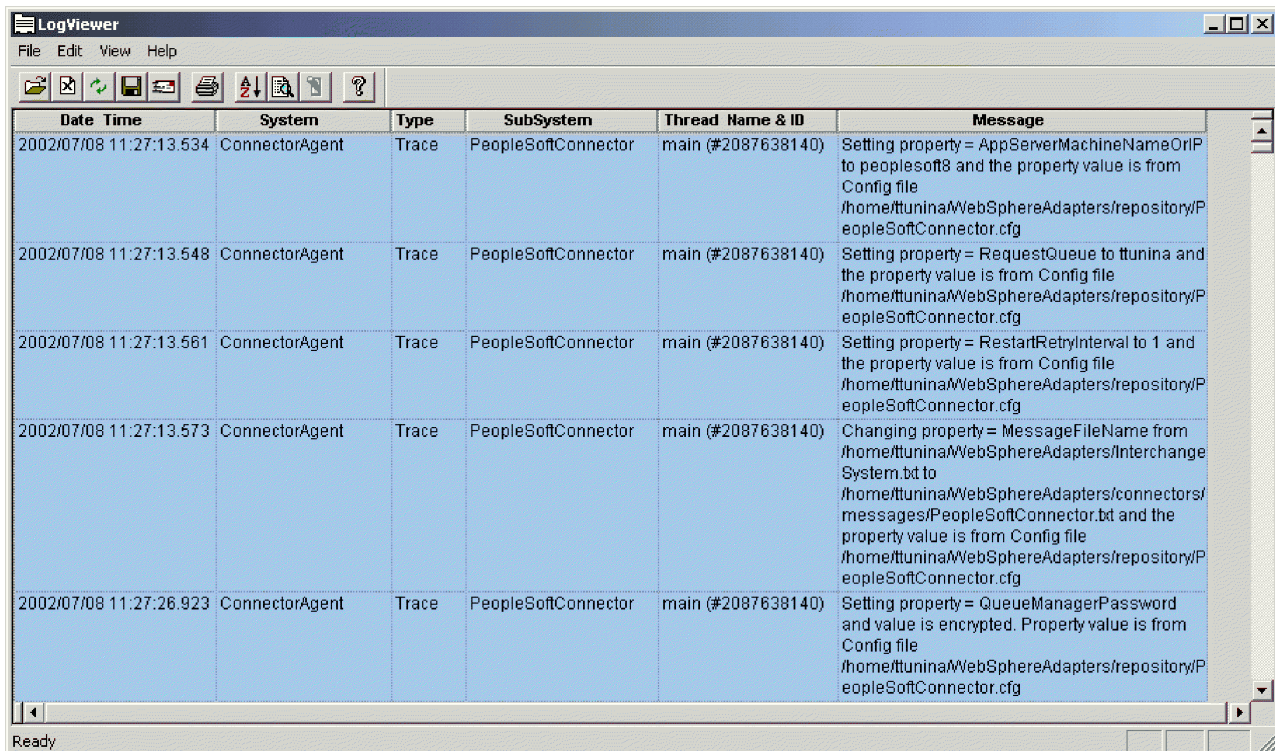 LogViewer
File Edit View Help
Date Time System Type SubSystem Thread Name & ID Message
2002/07/08 11:27:13.534 ConnectorAgent Trace PeopleSoftConnector main (#2087638140) Setting property = AppServerMachineNameOrIP
to peoplesoft8 and the property value is from
Config file
/home/ttunina/WebSphereAdapters/repository/P
eopleSoftConnector.cfg
2002/07/08 11:27:13.548 ConnectorAgent Trace PeopleSoftConnector main (#2087638140) Setting property = RequestQueue to ttunina and
the property value is from Config file
/home/ttunina/WebSphereAdapters/repository/P
eopleSoftConnector.cfg
2002/07/08 11:27:13.561 ConnectorAgent Trace PeopleSoftConnector main (#2087638140) Setting property = RestartRetryInterval to 1 and
the property value is from Config file
/home/ttunina/WebSphereAdapters/repository/P
eopleSoftConnector.cfg
2002/07/08 11:27:13.573 ConnectorAgent Trace PeopleSoftConnector main (#2087638140) Changing property = MessageFileName from
/home/ttunina/WebSphereAdapters/Interchange
System.txt to
/home/ttunina/WebSphereAdapters/connectors/
messages/PeopleSoftConnector.txt and the
property value is from Config file
/home/ttunina/WebSphereAdapters/repository/P
eopleSoftConnector.cfg
2002/07/08 11:27:26.923 ConnectorAgent Trace PeopleSoftConnector main (#2087638140) Setting property = QueueManagerPassword
and value is encrypted. Property value is from
Config file
/home/ttunina/WebSphereAdapters/repository/P
eopleSoftConnector.cfg
Ready